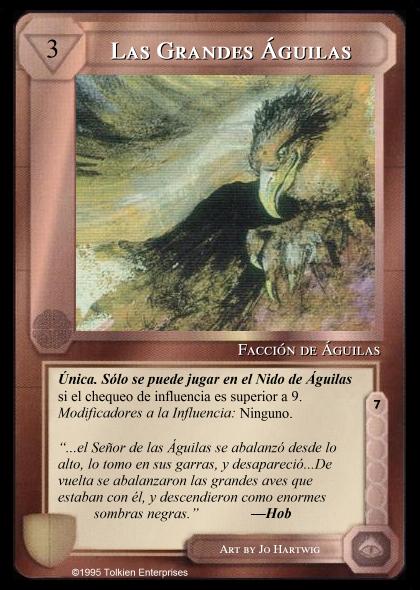 3
Las Grandes Águilas
Facción de Águilas
Única. Sólo se puede jugar en el Nido de Águilas
si el chequeo de influencia es superior a 9.
Modificadores a la Influencia: Ninguno.
7
“...el Señor de las Águilas se abalanzó desde lo
alto, lo tomo en sus garras, y desapareció...De
vuelta se abalanzaron las grandes aves que
estaban con él, y descendieron como enormes
sombras negras.” —Hob
Art by Jo Hartwig
©1995 Tolkien Enterprises